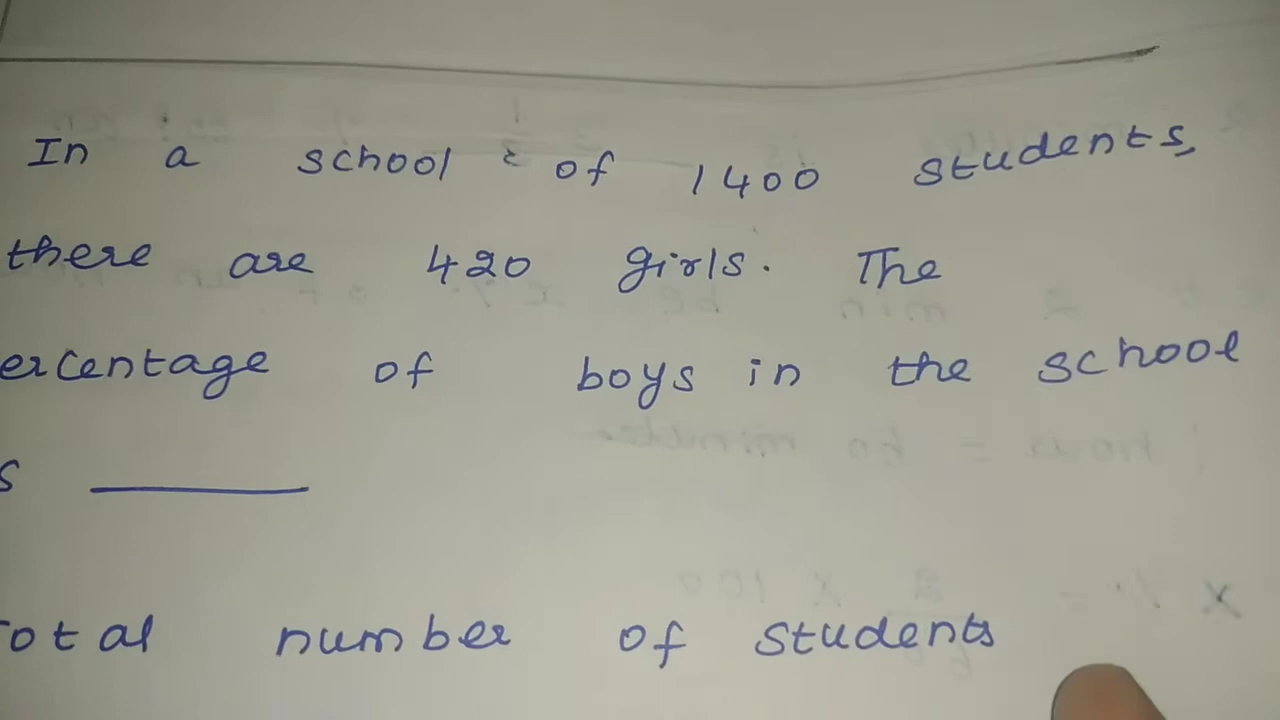 In a school of 1400 students,
there are 420 girls. The
ercentage of boys in the school
s
otal number of students